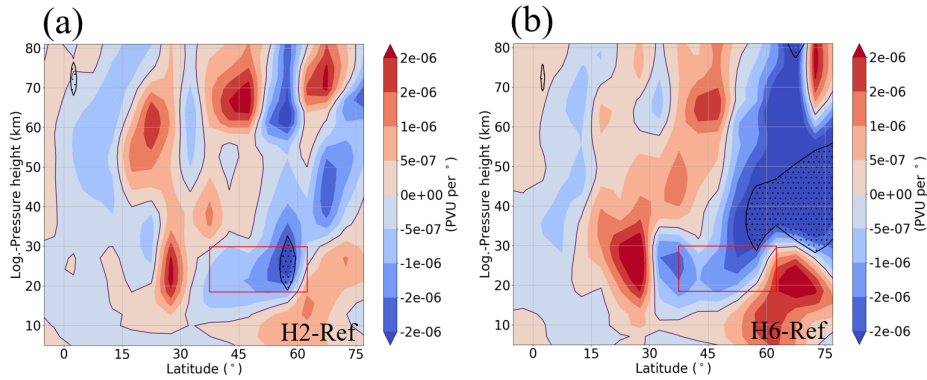 (a)
80
70
60
50
40
30
20
10
0
15
30
45
60
75
Log.-Pressure height (km)
Latitude (°)
H2-Ref
2e-06
1e-06
5e-07
0e+00
-5e-07
-1e-06
-2e-06
-2e-06
(PVU per °)
(b)
80
70
60
50
40
30
20
10
0
15
30
45
60
75
Log.-Pressure height (km)
Latitude (°)
H6-Ref
2e-06
2e-06
1e-06
5e-07
0e+00
-5e-07
-1e-06
-2e-06
-2e-06
(PVU per °)